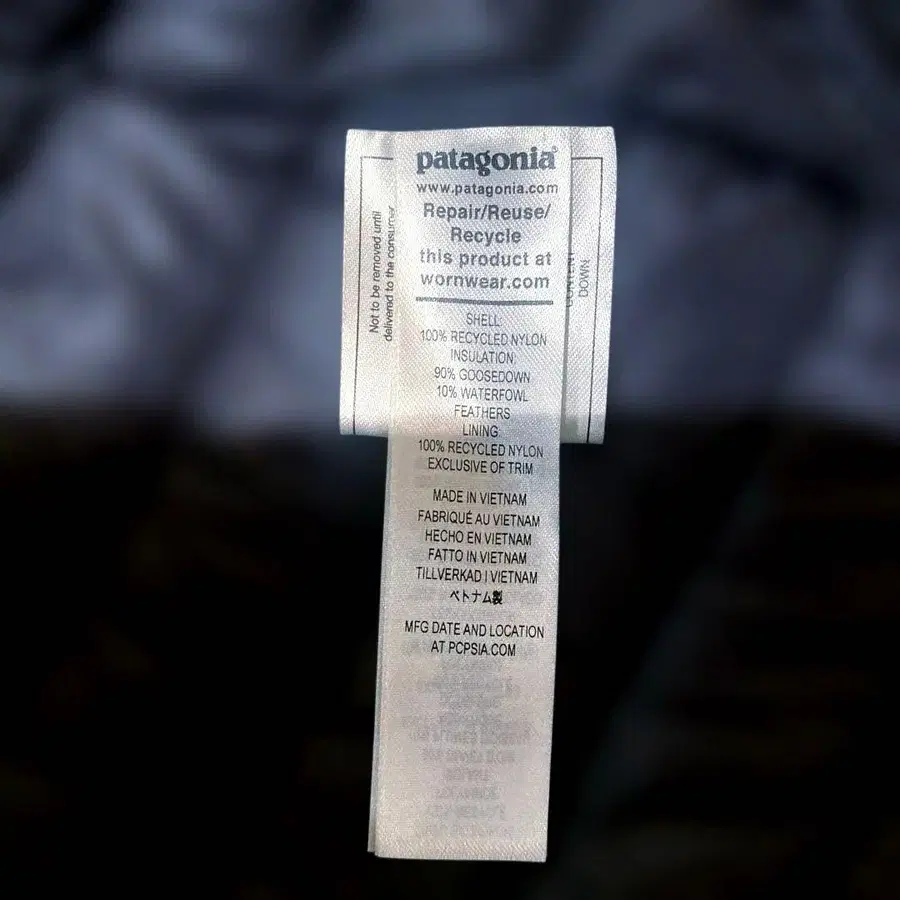 patagonia®
www.patagonia.com
Repair/Reuse/
Recycle
this product at
wornwear.com
SHELL:
100% RECYCLED NYLON
INSULATION:
90% GOOSEDOWN
10% WATERFOWL
FEATHERS
LINING:
100% RECYCLED NYLON
EXCLUSIVE OF TRIM
MADE IN VIETNAM
FABRIQUÉ AU VIETNAM
HECHO EN VIETNAM
FATTO IN VIETNAM
TILLVERKAD I VIETNAM
ベトナム製
MFG DATE AND LOCATION
AT PCPSIA.COM
Not to be removed until
delivered to the consumer
CONTENT
DOWN